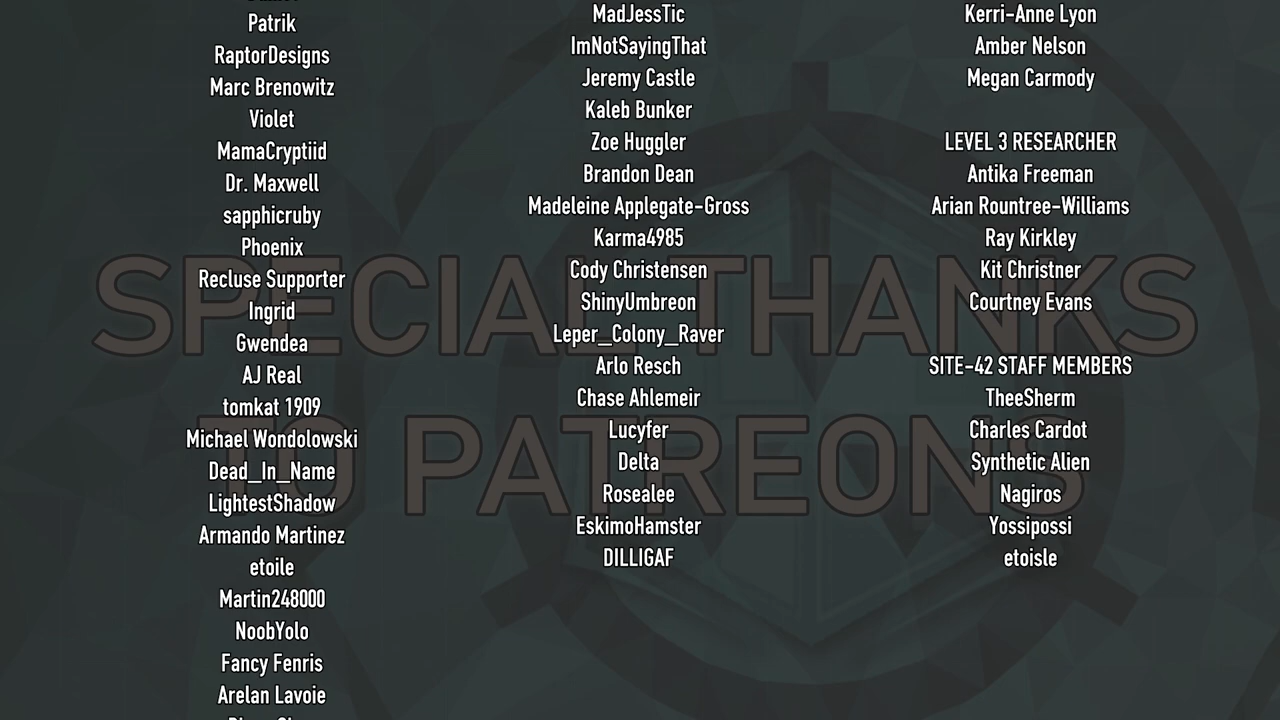 Patrik
RaptorDesigns
Marc Brenowitz
Violet
MamaCryptiid
Dr. Maxwell
sapphicruby
Phoenix
Recluse Supporter
Ingrid
Gwendea
AJ Real
tomkat 1909
Michael Wondolowski
Dead_In_Name
LightestShadow
Armando Martinez
etoile
Martin248000
NoobYolo
Fancy Fenris
Arelan Lavoie
MadJessTic
ImNotSayingThat
Jeremy Castle
Kaleb Bunker
Zoe Huggler
Brandon Dean
Madeleine Applegate-Gross
Karma4985
Cody Christensen
ShinyUmbreon
Leper_Colony_Raver
Arlo Resch
Chase Ahlemeir
Lucyfer
Delta
Rosealee
EskimoHamster
DILLIGAF
Kerri-Anne Lyon
Amber Nelson
Megan Carmody
LEVEL 3 RESEARCHER
Antika Freeman
Arian Rountree-Williams
Ray Kirkley
Kit Christner
Courtney Evans
SITE-42 STAFF MEMBERS
TheeSherm
Charles Cardot
Synthetic Alien
Nagiros
Yossipossi
etoisle
SPECIAL THANKS
TO PATREONS